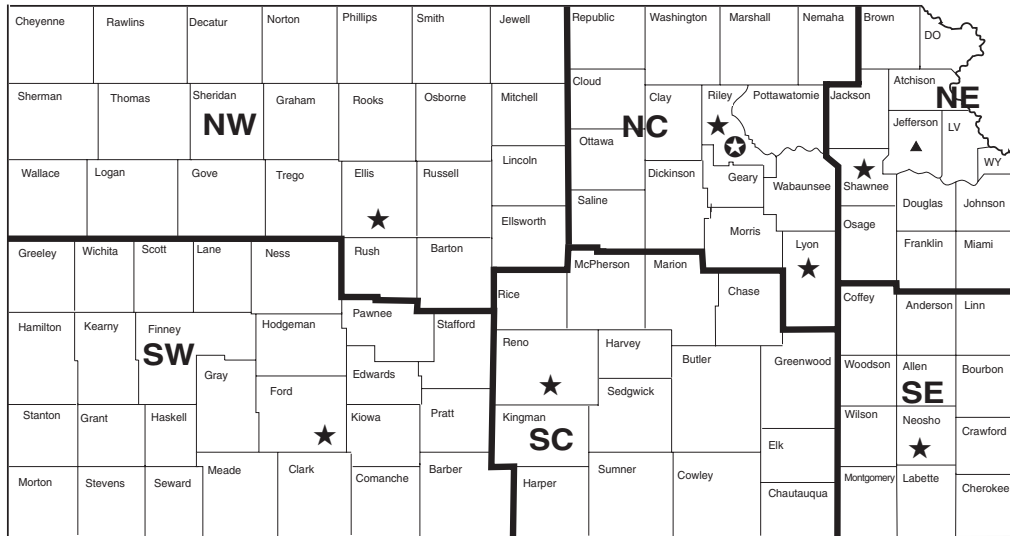 Cheyenne Rawlins Decatur Norton Phillips Smith Jewell Republic Washington Marshall Nemaha Brown
DO
Sherman Thomas Sheridan Graham Rooks Osborne Mitchell Cloud Clay Riley Pottawatomie Jackson Atchison
NW NC NE
Jefferson LV
Ottawa
Lincoln
WY
Wallace Logan Gove Trego Ellis Russell Dickinson Geary Wabaunsee Shawnee
Saline
Ellsworth
Douglas Johnson
Morris Osage
Greeley Wichita Scott Lane Ness Rush Barton Lyon Franklin Miami
McPherson Marion
Rice Chase Coffey Anderson Linn
Pawnee
Hamilton Kearny Finney Hodgeman Stafford
SW
Reno Harvey
Butler Greenwood
Gray Edwards Woodson Allen Bourbon
Ford Sedgwick
SE
Stanton Grant Haskell Kiowa Pratt Kingman Wilson Neosho
SC
Crawford
Elk
Morton Stevens Seward Meade Clark Comanche Barber Harper Sumner Cowley Montgomery Labette Cherokee
Chautauqua